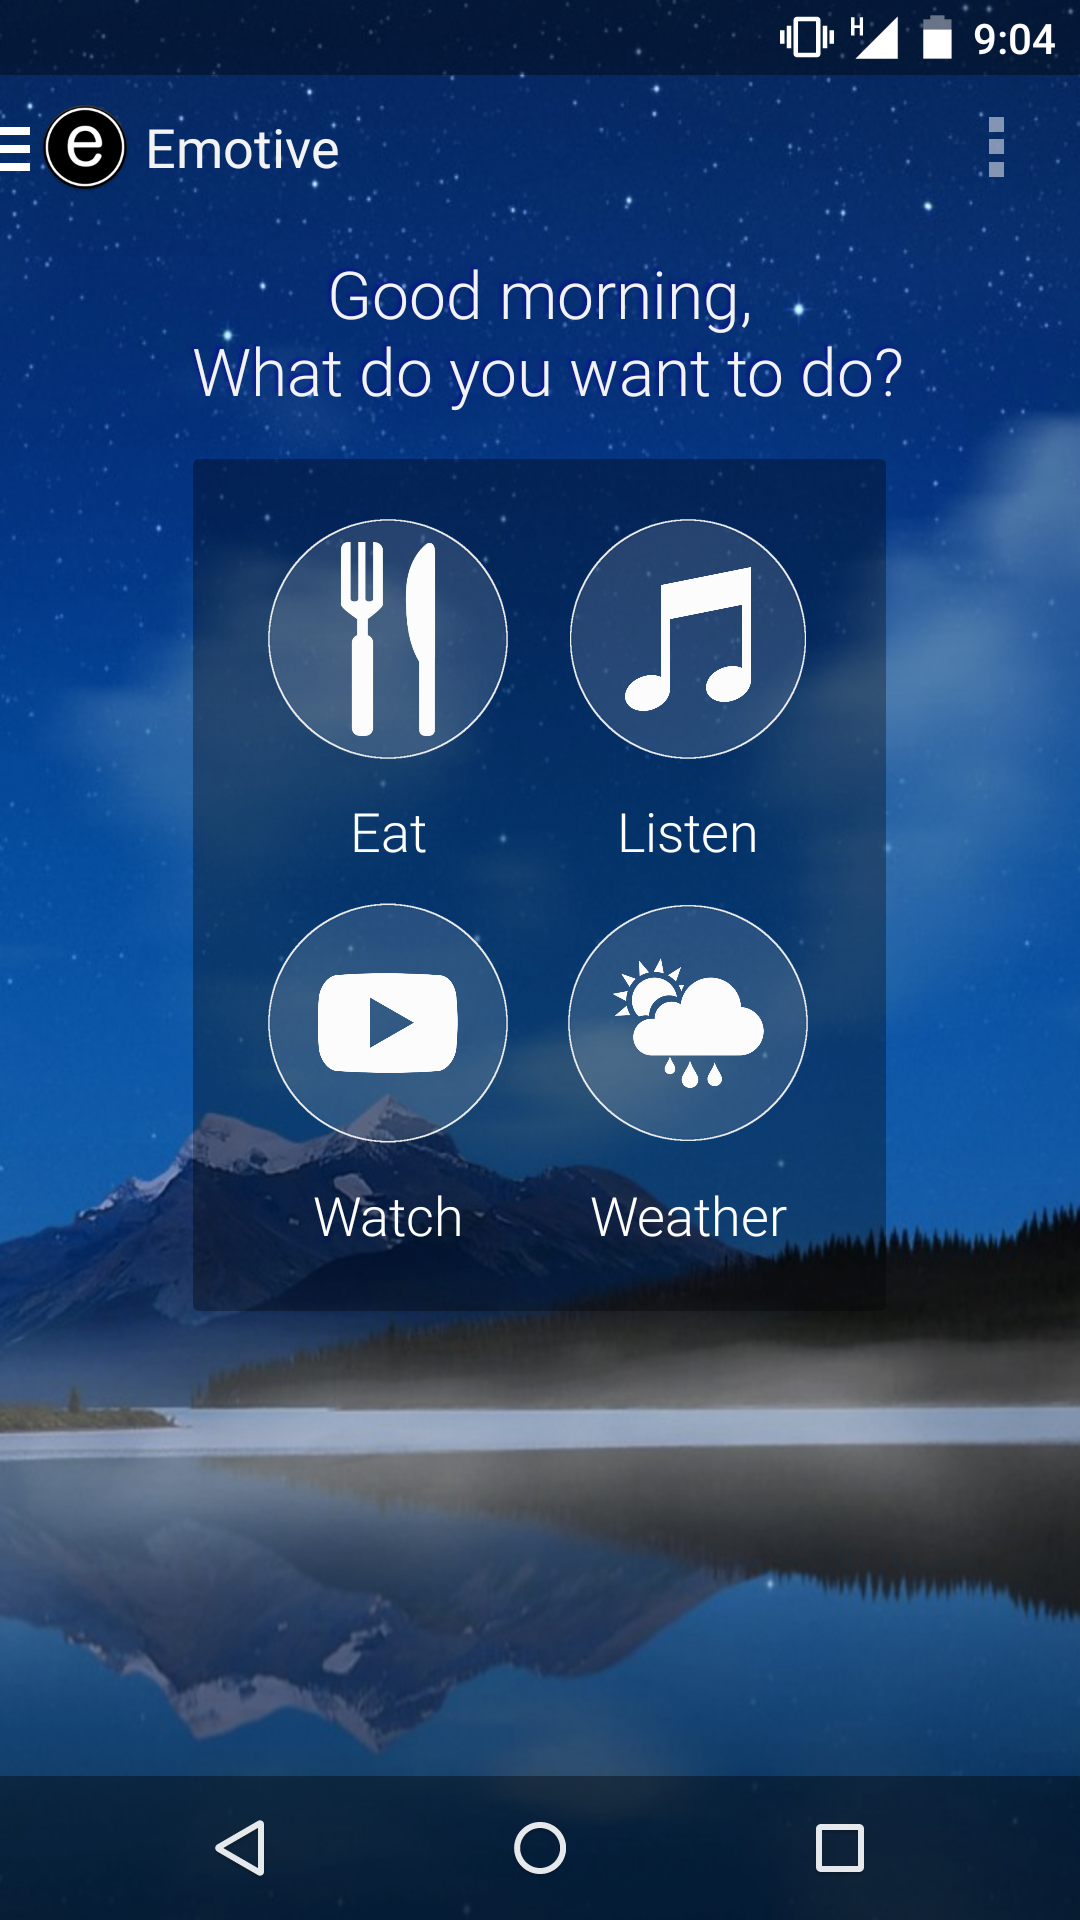 H 9:04
e Emotive
Good morning,
What do you want to do?
Eat Listen
Watch Weather